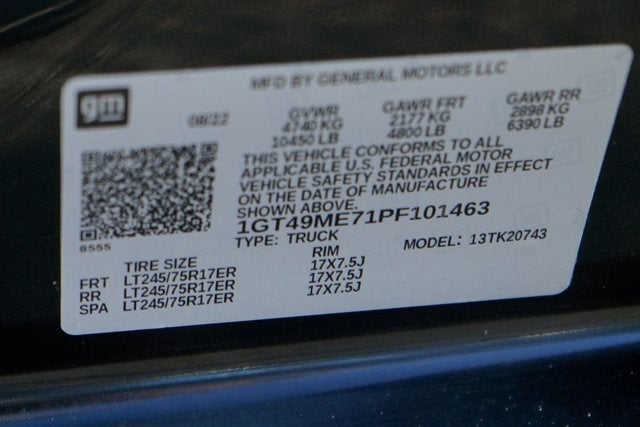 MFD BY GENERAL MOTORS LLC
gm
08/22
GVWR GAWR FRT GAWR RR
4740 KG 2177 KG 2898 KG
10450 LB 4800 LB 6390 LB
THIS VEHICLE CONFORMS TO ALL
APPLICABLE U.S. FEDERAL MOTOR
VEHICLE SAFETY STANDARDS IN EFFECT
ON THE DATE OF MANUFACTURE
SHOWN ABOVE.
1GT49ME71PF101463
8555
TYPE: TRUCK MODEL: 13TK20743
TIRE SIZE RIM
FRT LT245/75R17ER 17X7.5J
RR LT245/75R17ER 17X7.5J
SPA LT245/75R17ER 17X7.5J